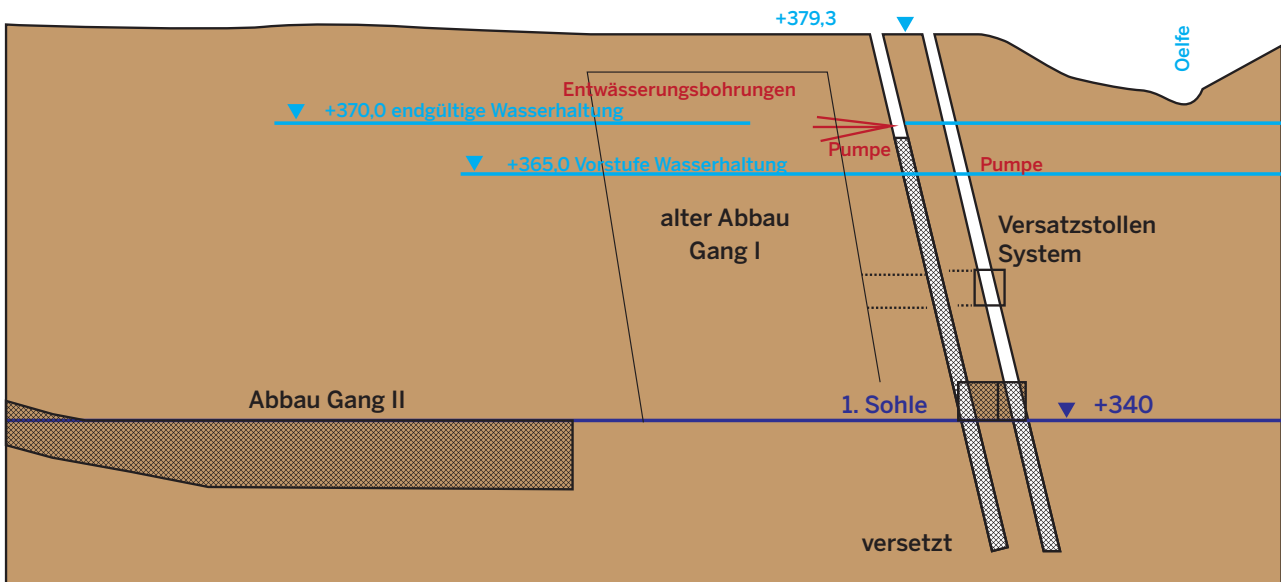 +379,3
Oelfe
Entwässerungsbohrungen
+370,0 endgültige Wasserhaltung
Pumpe
+365,0 Vorstufe Wasserhaltung
Pumpe
alter Abbau
Gang I
Versatzstollen
System
Abbau Gang II
1. Sohle
+340
versetzt